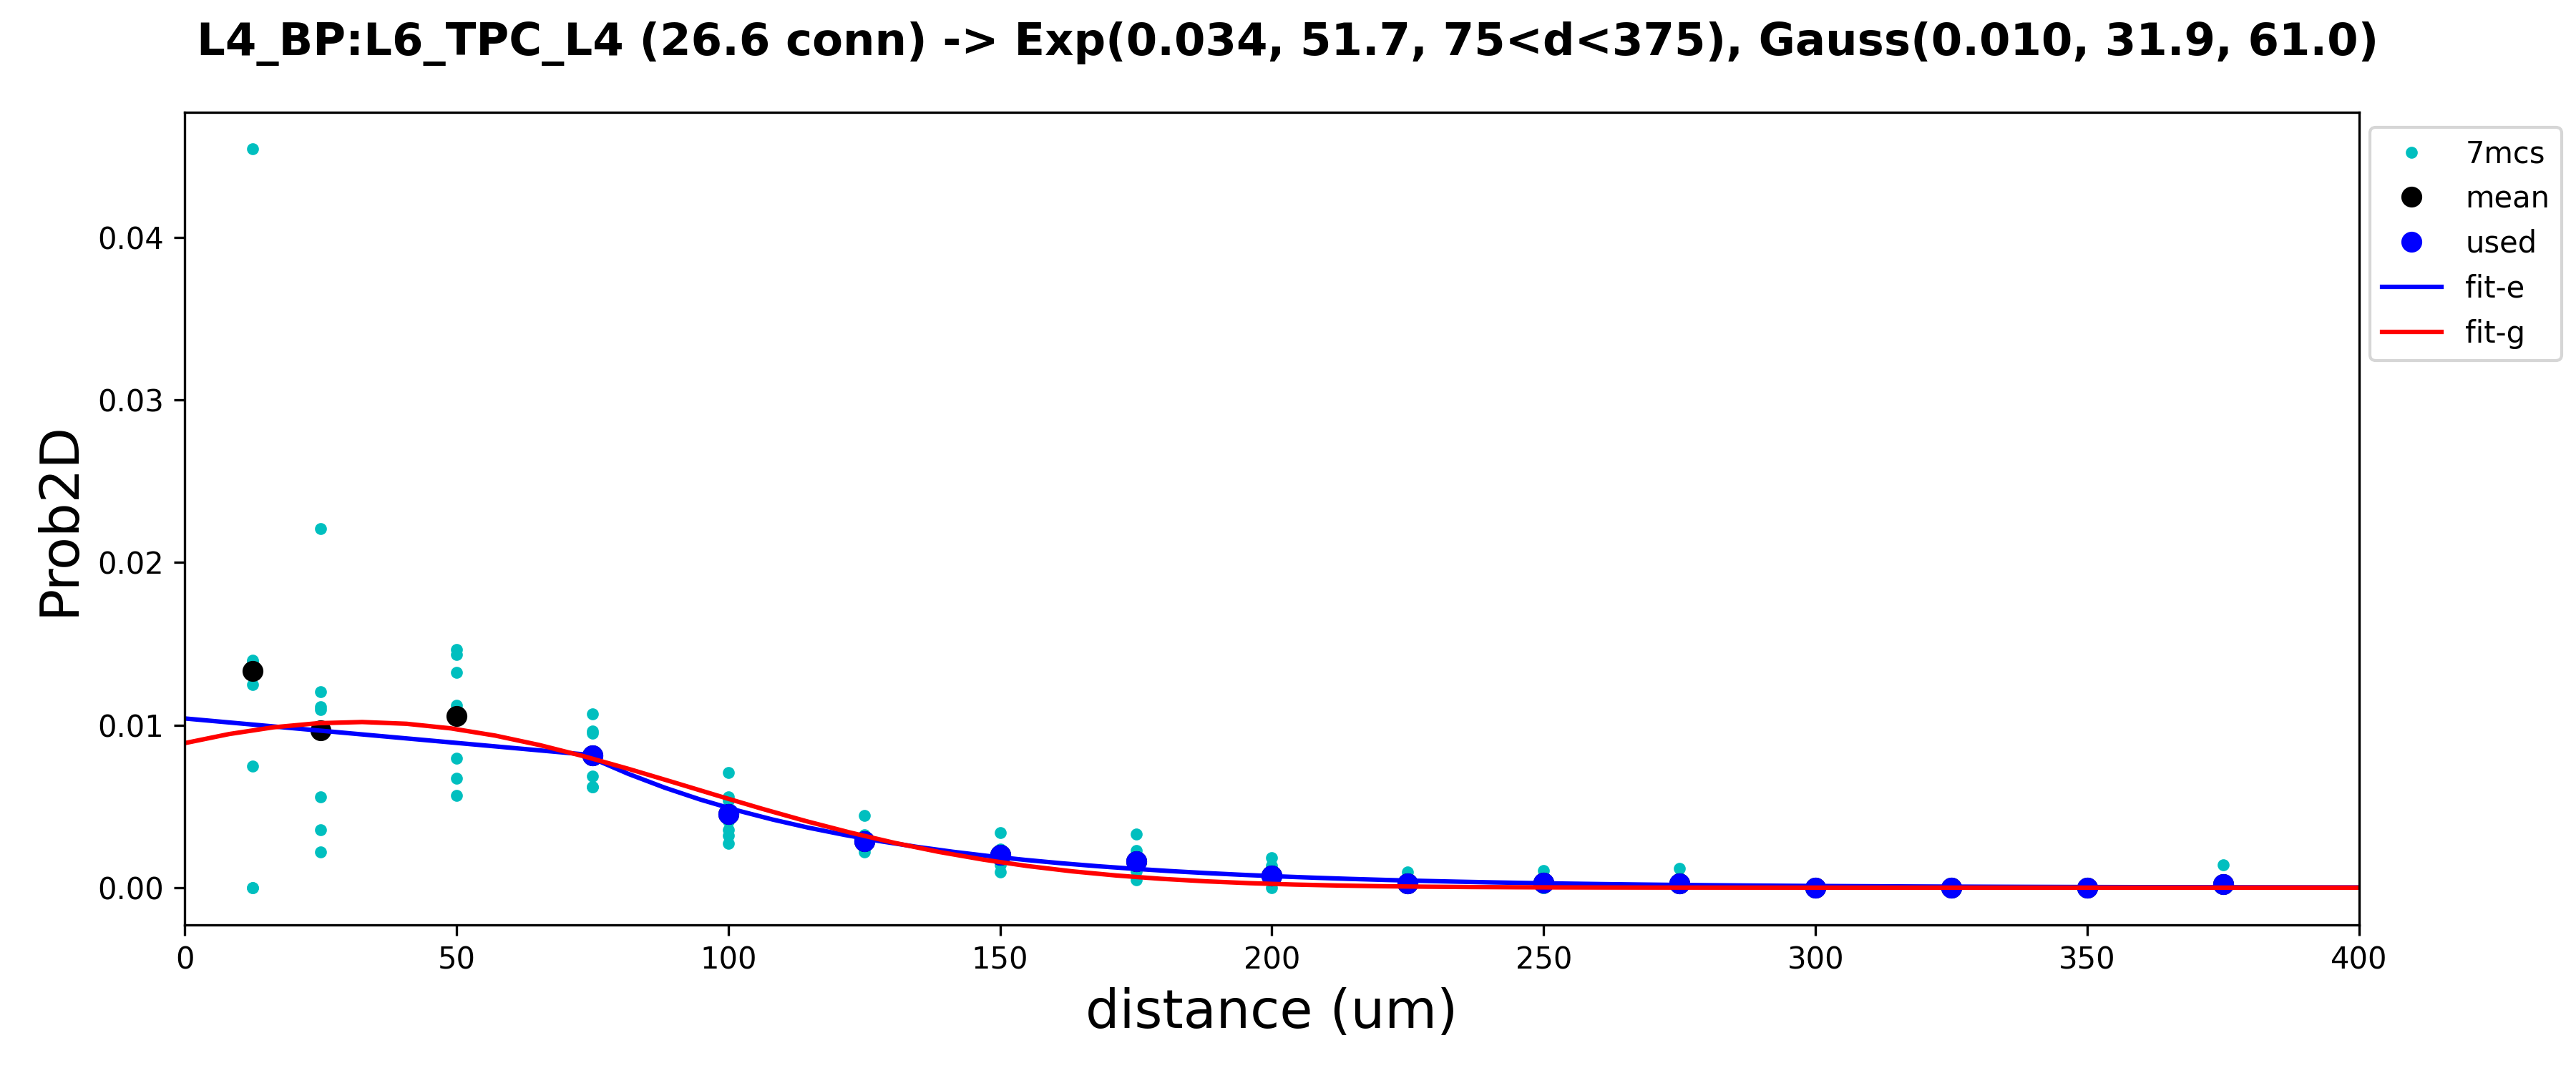 L4_BP:L6_TPC_L4 (26.6 conn) -> Exp(0.034, 51.7, 75<d<375), Gauss(0.010, 31.9, 61.0)
7mcs
mean
used
fit-e
fit-g
0.04
0.03
0.02
0.01
0.00
Prob2D
0 50 100 150 200 250 300 350 400
distance (um)